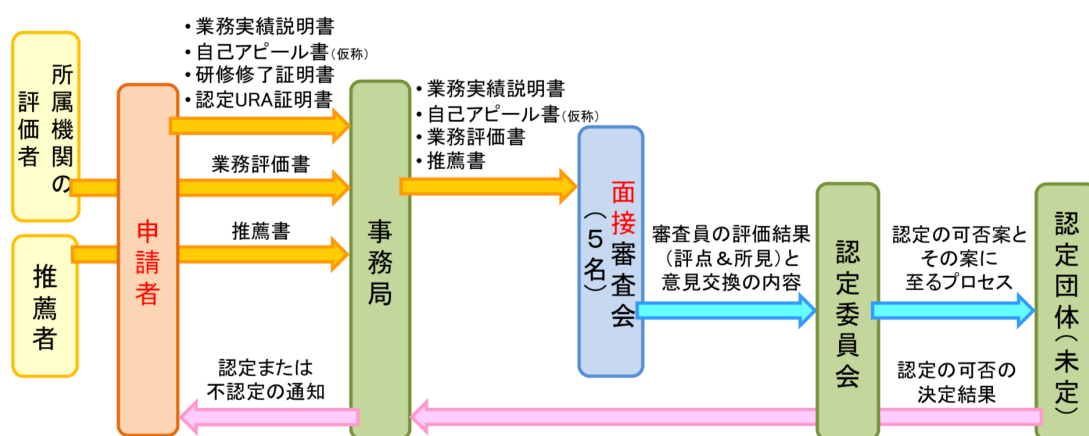 ・業務実績説明書
・自己アピール書(仮称)
・研修修了証明書
・認定URA証明書
所属機関の
評価者
業務評価書
推薦者
推薦書
申請者
事務局
・業務実績説明書
・自己アピール書(仮称)
・業務評価書
・推薦書
面接審査会
(5名)
審査員の評価結果
(評点&所見)と
意見交換の内容
認定委員会
認定の可否案と
その案に
至るプロセス
認定団体(未定)
認定または
不認定の通知
認定の可否の
決定結果